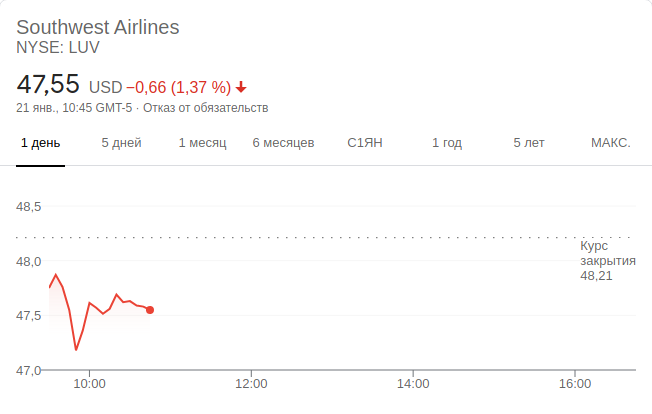 Southwest Airlines
NYSE: LUV
47,55 USD −0,66 (1,37 %)
21 янв., 10:45 GMT-5 · Отказ от обязательств
1 день 5 дней 1 месяц 6 месяцев С1ЯН 1 год 5 лет МАКС.
48,5
Курс
48,0 закрытия
48,21
47,5
47,0
10:00 12:00 14:00 16:00